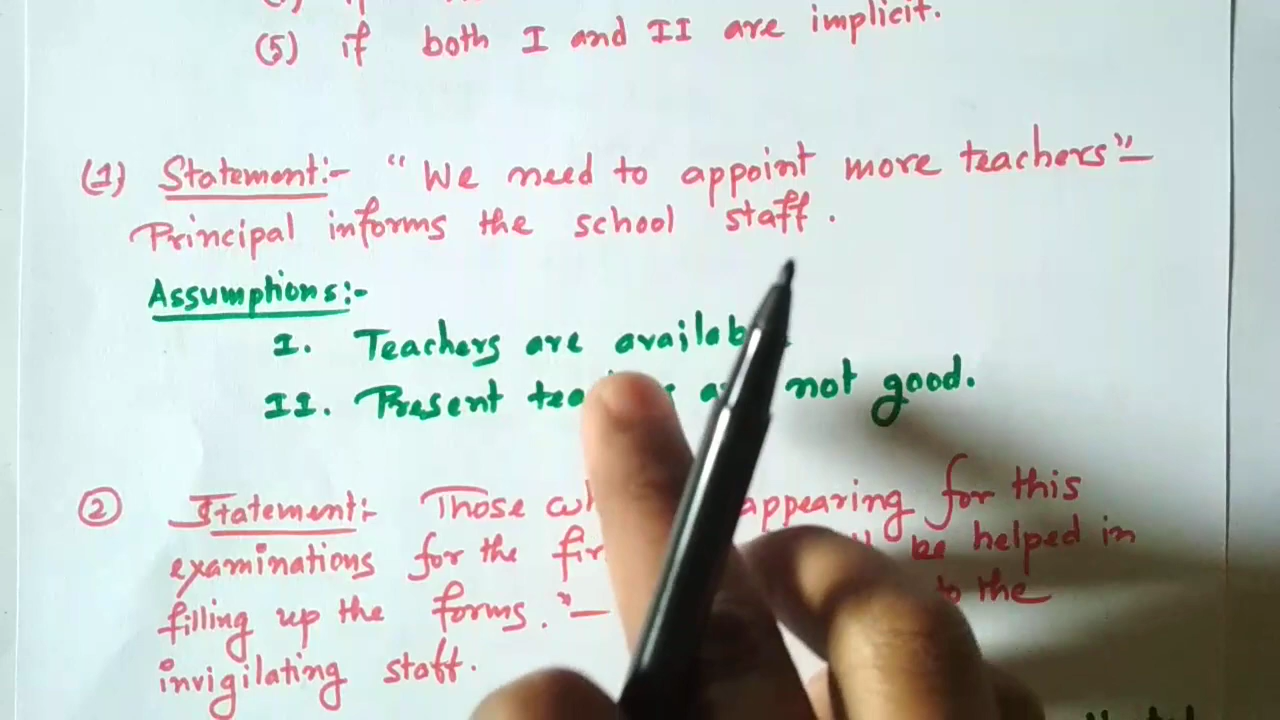 (5) if both I and II are implicit.
(1) Statement:- "We need to appoint more teachers"-
Principal informs the school staff.
Assumptions:-
I. Teachers are
II. Present not good.
(2) Statement:- Those appearing for this
examinations for the be helped in
filling up the forms."- to the
invigilating staff.